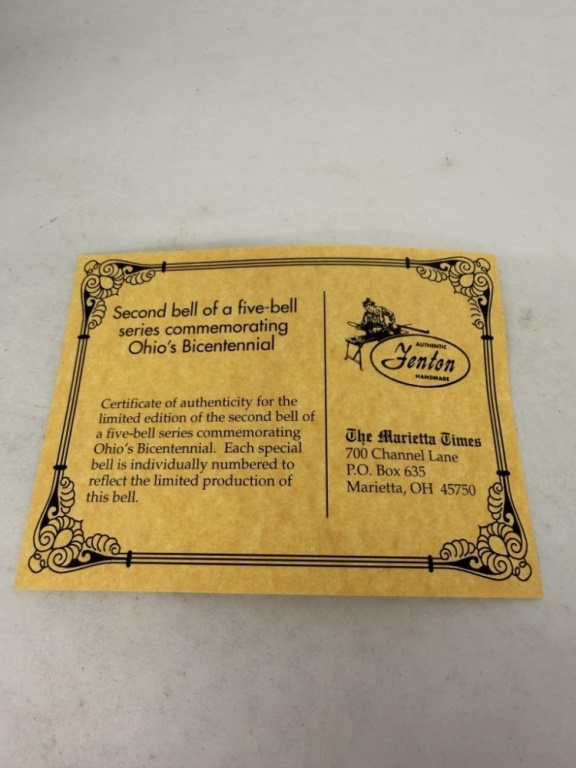 Second bell of a five-bell
series commemorating
Ohio's Bicentennial
Certificate of authenticity for the
limited edition of the second bell of
a five-bell series commemorating
Ohio's Bicentennial. Each special
bell is individually numbered to
reflect the limited production of
this bell.
AUTHENTIC
Fenton
HANDMADE
The Marietta Times
700 Channel Lane
P.O. Box 635
Marietta, OH 45750